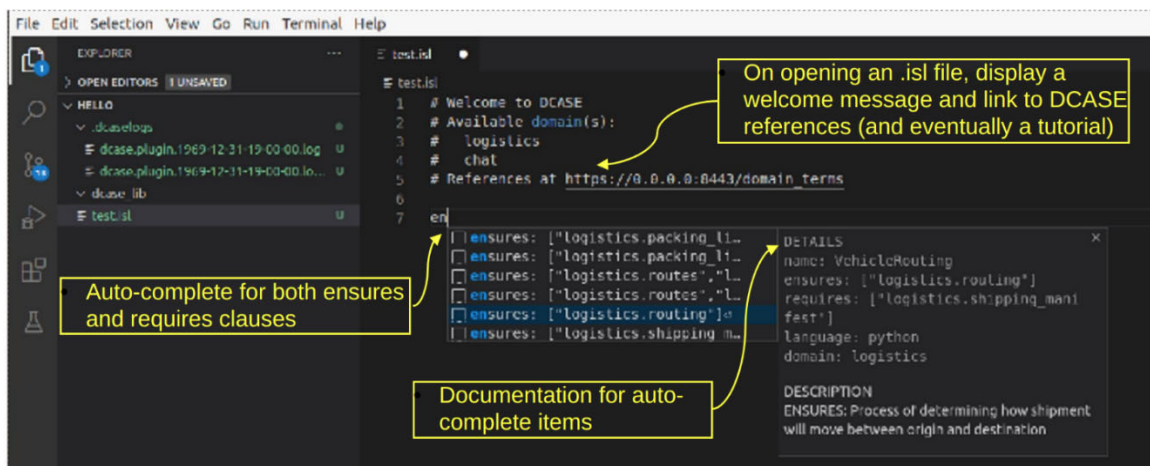 File Edit Selection View Go Run Terminal Help
EXPLORER
OPEN EDITORS 1 UNSAVED
HELLO
.dcaselogs
dcase.plugin.1969-12-31-19-00-00.log U
dcase.plugin.1969-12-31-19-00-00.lo... U
dcase_lib
test.isl U
1
test.isl
test.isl
1 # Welcome to DCASE
2 # Available domain(s):
3 # logistics
4 # chat
5 # References at https://0.0.0.0:8443/domain_terms
6
7 en
ensures: ["logistics.packing_li…
ensures: ["logistics.packing_li…
ensures: ["logistics.routes","l…
ensures: ["logistics.routes","l…
ensures: ["logistics.routing"]
ensures: ["logistics.shipping_m…
DETAILS
name: VehicleRouting
ensures: ["logistics.routing"]
requires: ["logistics.shipping_mani
fest"]
language: python
domain: logistics
DESCRIPTION
ENSURES: Process of determining how shipment
will move between origin and destination
On opening an .isl file, display a
welcome message and link to DCASE
references (and eventually a tutorial)
Auto-complete for both ensures
and requires clauses
Documentation for auto-
complete items